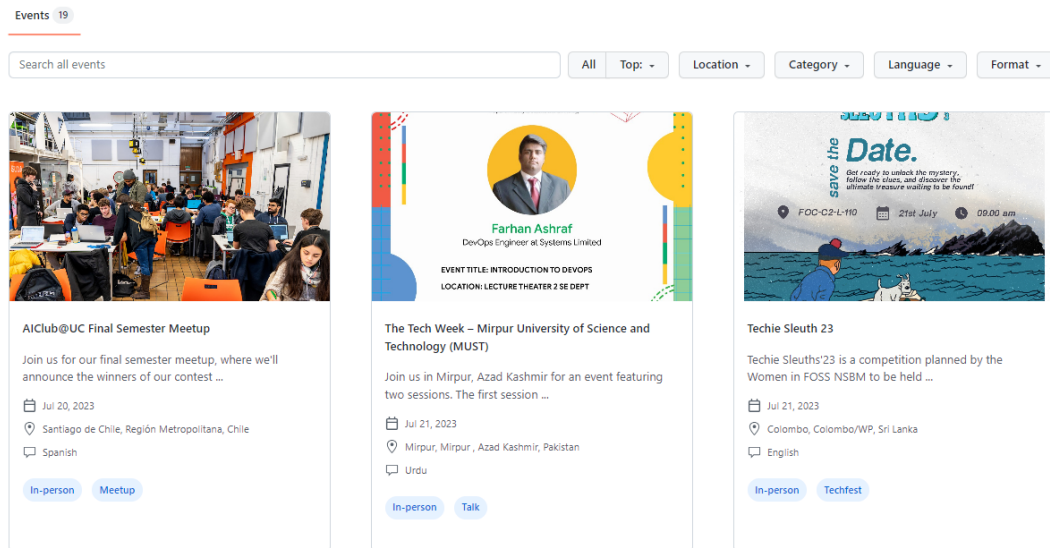 Events 19
Search all events
All Top: Location Category Language Format
Farhan Ashraf
DevOps Engineer at Systems Limited
EVENT TITLE: INTRODUCTION TO DEVOPS
LOCATION: LECTURE THEATER 2 SE DEPT
save the Date.
Get ready to unlock the mystery,
follow the clues, and discover the
ultimate treasure waiting to be found!
FOC-C2-L-110 21st July 09.00 am
AIClub@UC Final Semester Meetup
Join us for our final semester meetup, where we'll
announce the winners of our contest ...
Jul 20, 2023
Santiago de Chile, Región Metropolitana, Chile
Spanish
In-person Meetup
The Tech Week – Mirpur University of Science and
Technology (MUST)
Join us in Mirpur, Azad Kashmir for an event featuring
two sessions. The first session ...
Jul 21, 2023
Mirpur, Mirpur , Azad Kashmir, Pakistan
Urdu
In-person Talk
Techie Sleuth 23
Techie Sleuths'23 is a competition planned by the
Women in FOSS NSBM to be held ...
Jul 21, 2023
Colombo, Colombo/WP, Sri Lanka
English
In-person Techfest